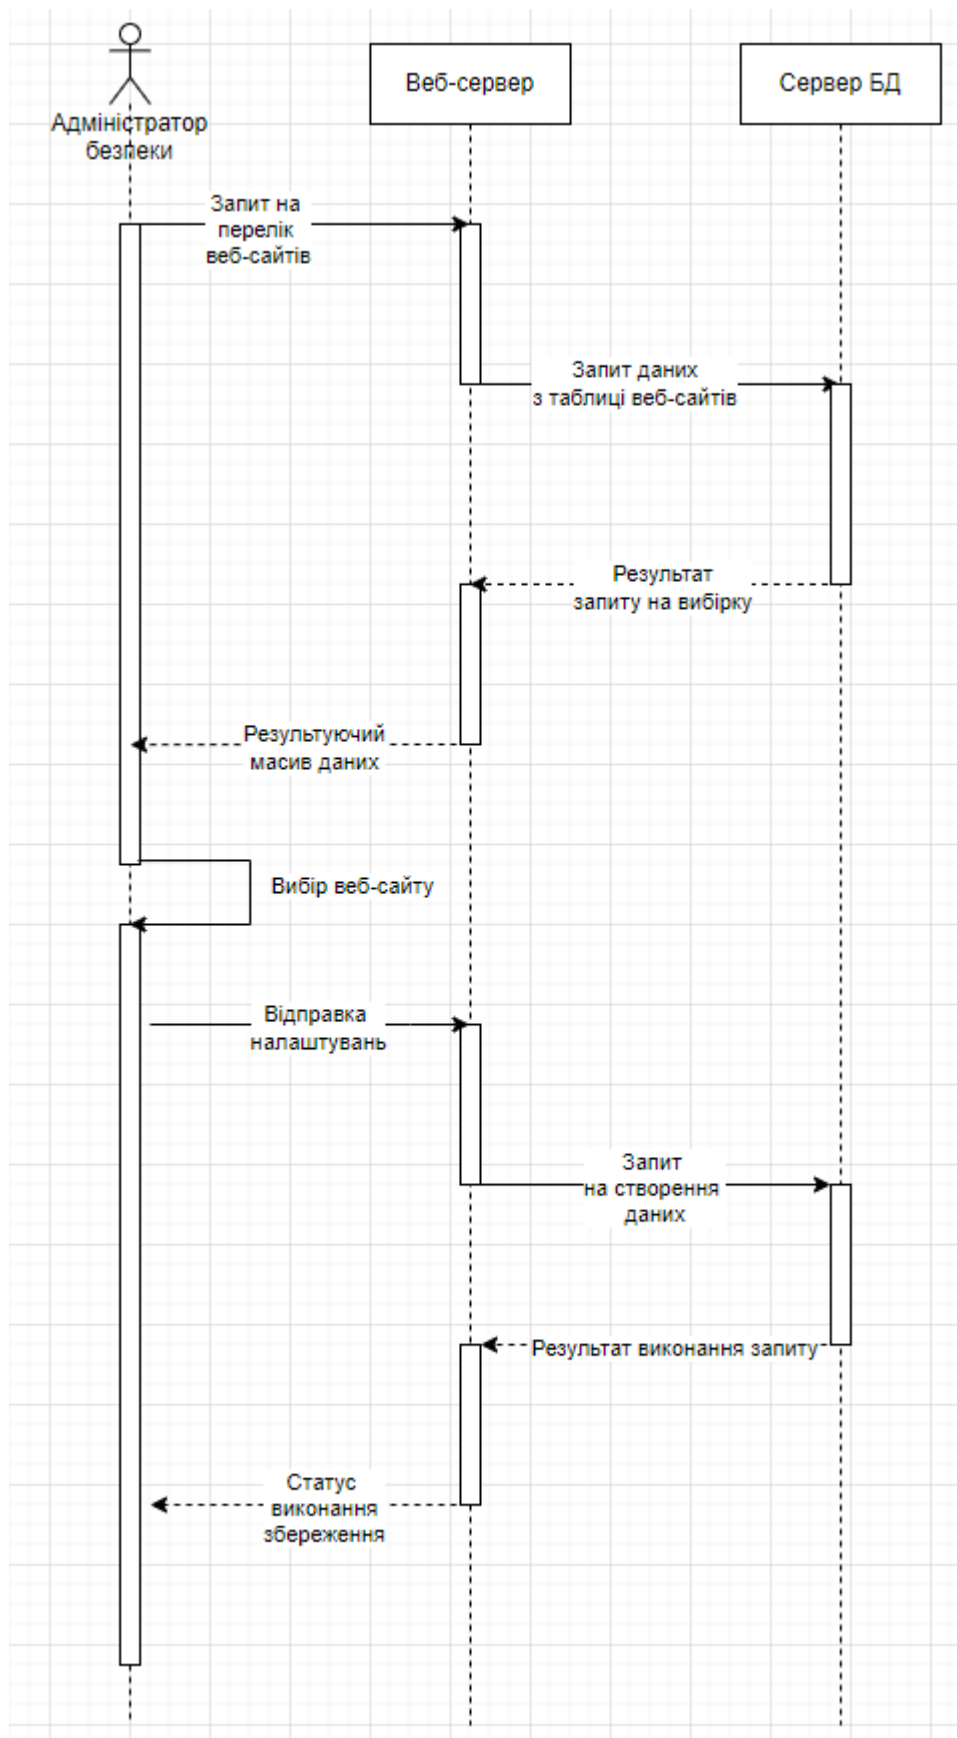 Адміністратор
безпеки
Веб-сервер
Сервер БД
Запит на
перелік
веб-сайтів
Запит даних
з таблиці веб-сайтів
Результат
запиту на вибірку
Результуючий
масив даних
Вибір веб-сайту
Відправка
налаштувань
Запит
на створення
даних
Результат виконання запиту
Статус
виконання
збереження